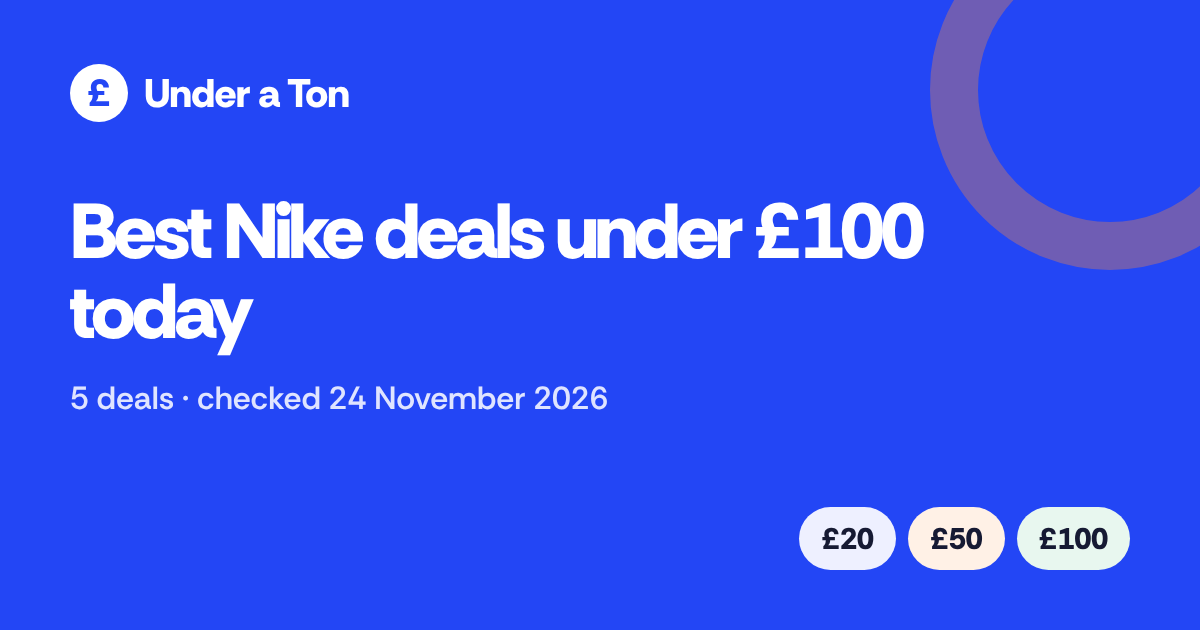 £ Under a Ton
Best Nike deals under £100
today
5 deals · checked 24 November 2026
£20 £50 £100